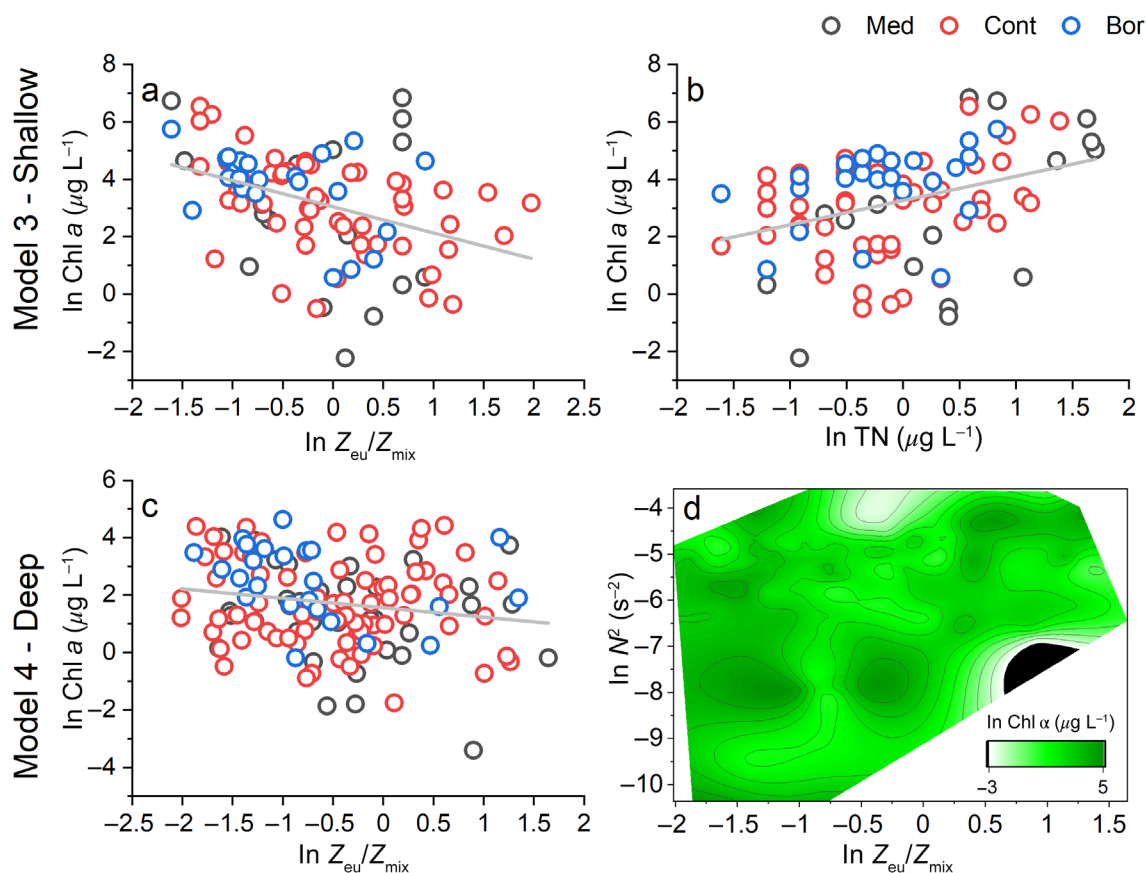 Med Cont Bor
Model 3 - Shallow
a
ln Chl a (µg L⁻¹)
8
6
4
2
0
−2
−2 −1.5 −1 −0.5 0 0.5 1 1.5 2 2.5
ln Zeu/Zmix
b
ln Chl a (µg L⁻¹)
8
6
4
2
0
−2
−2 −1.5 −1 −0.5 0 0.5 1 1.5 2
ln TN (µg L⁻¹)
Model 4 - Deep
c
ln Chl a (µg L⁻¹)
6
4
2
0
−2
−4
−2.5 −2 −1.5 −1 −0.5 0 0.5 1 1.5 2
ln Zeu/Zmix
d
ln N² (s⁻²)
−4
−5
−6
−7
−8
−9
−10
ln Chl α (µg L⁻¹)
−3 5
−2 −1.5 −1 −0.5 0 0.5 1 1.5
ln Zeu/Zmix